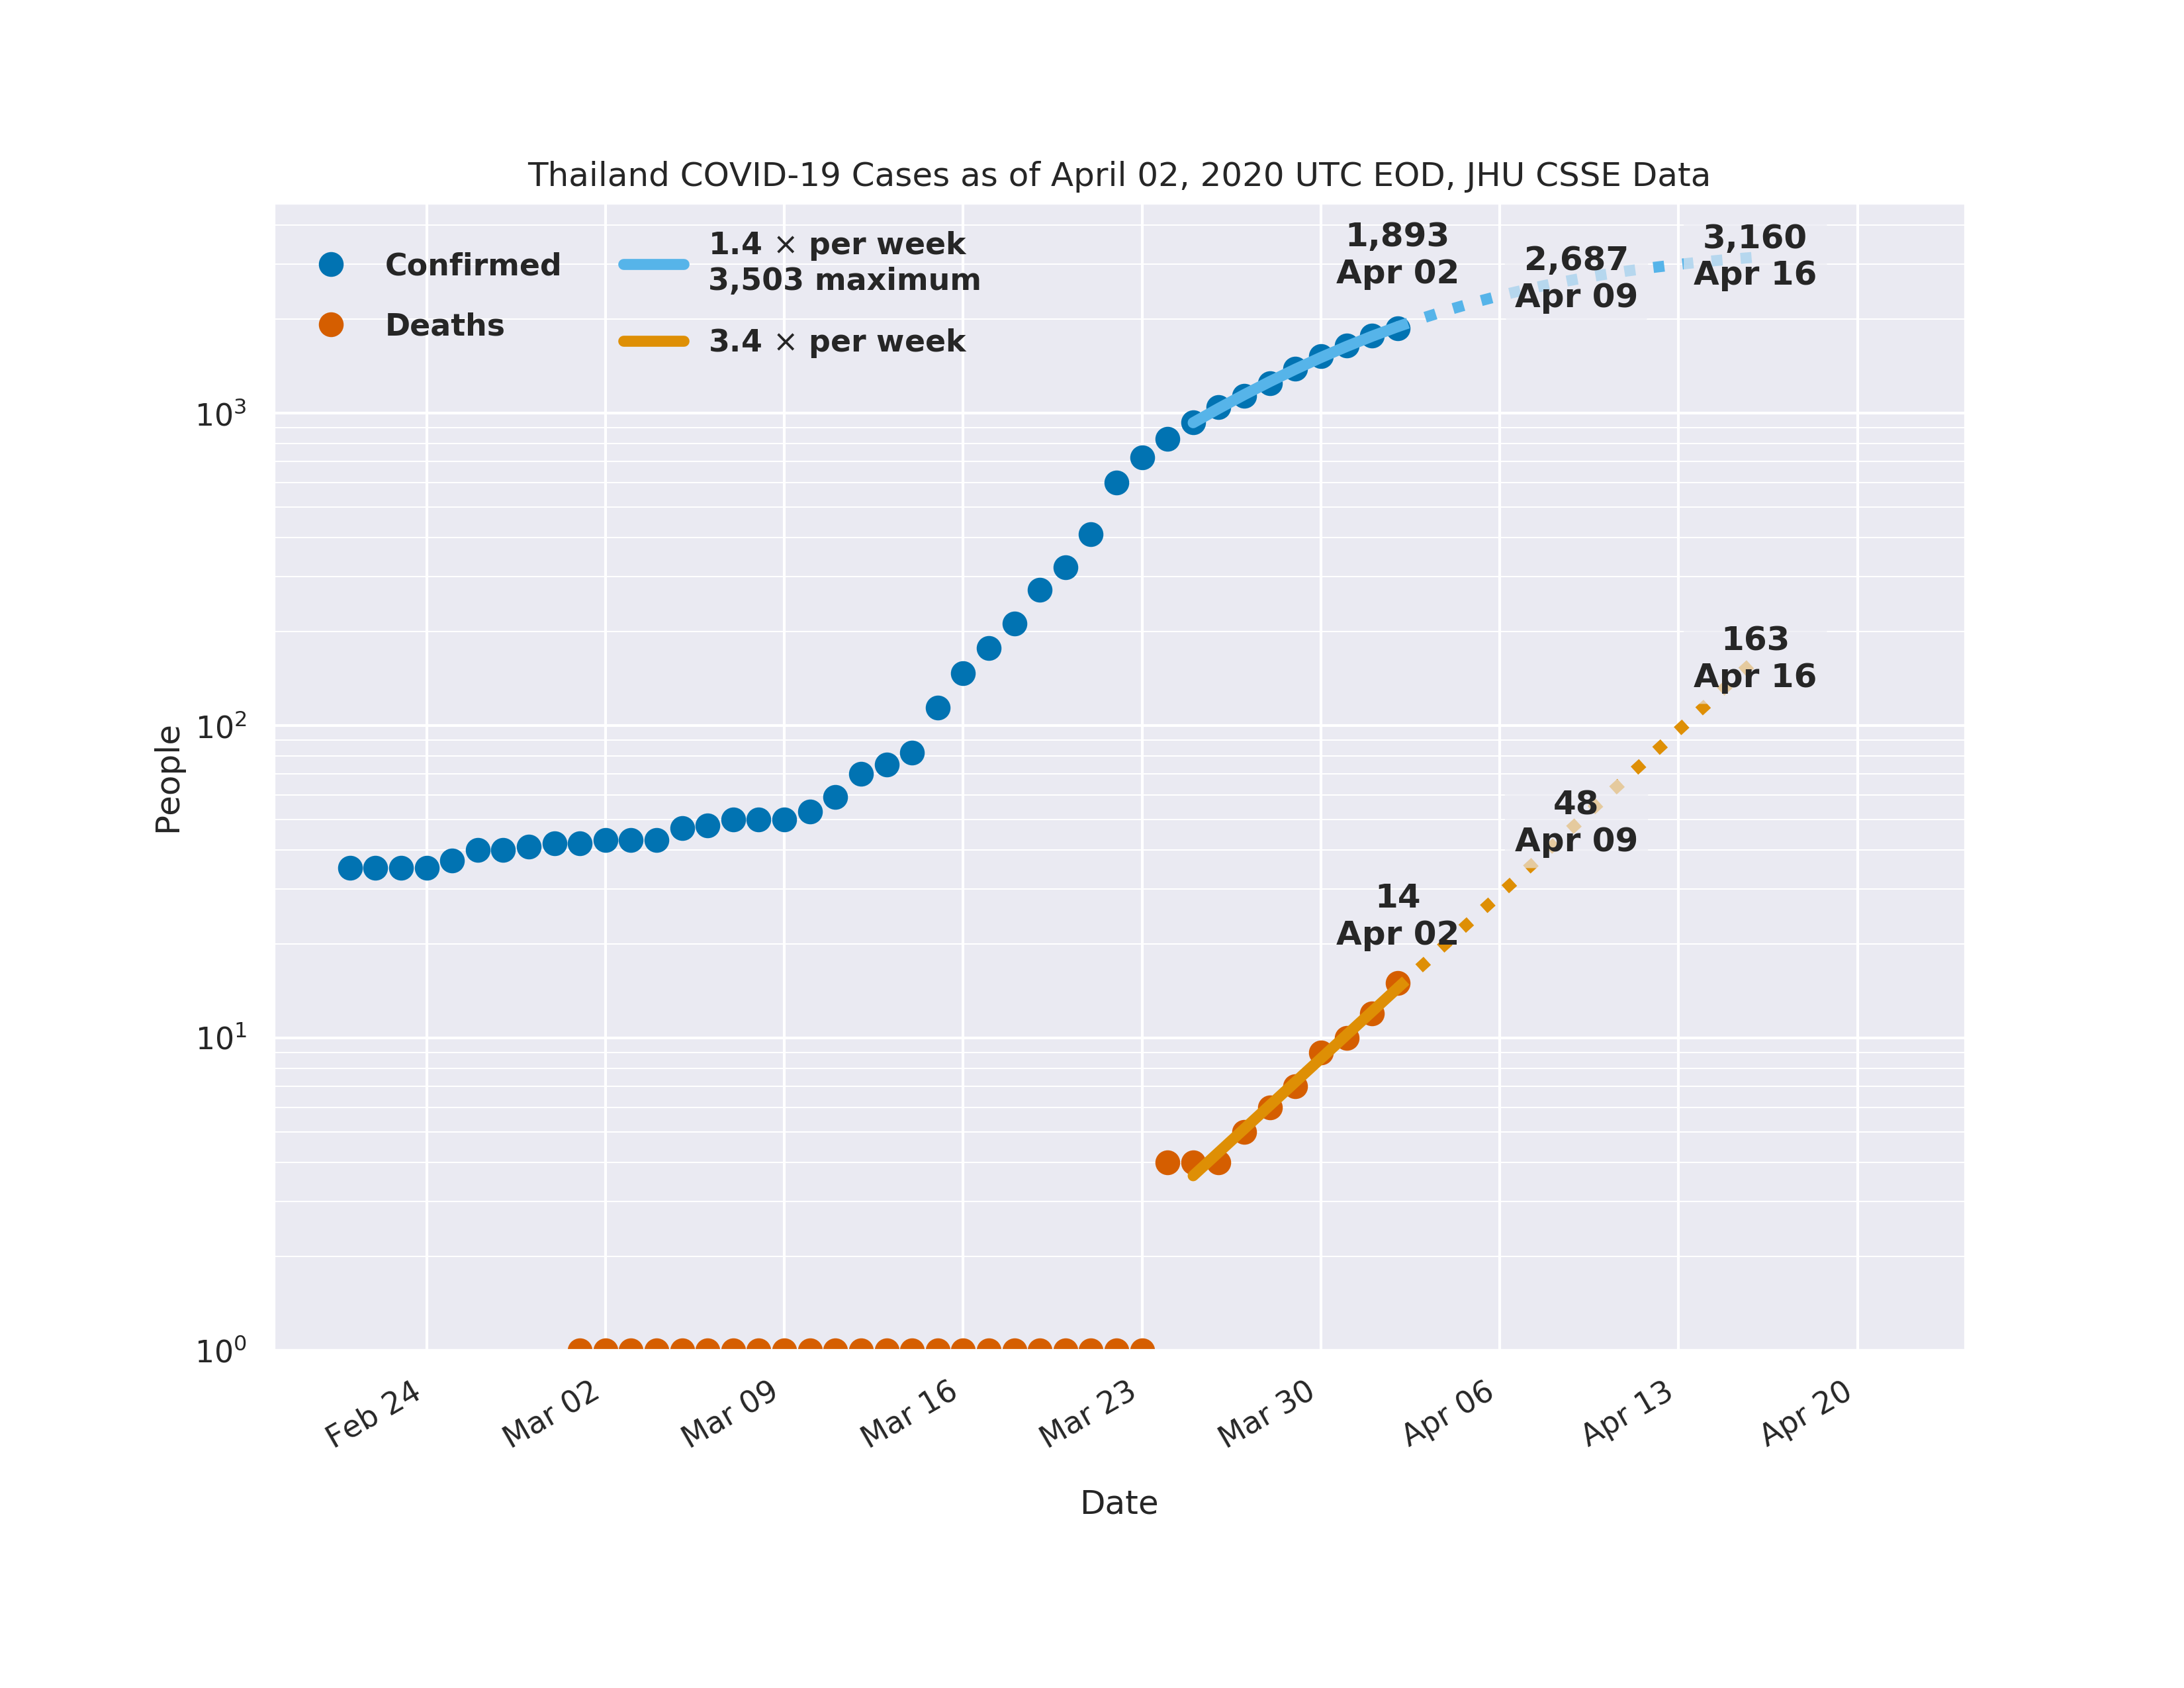 Thailand COVID-19 Cases as of April 02, 2020 UTC EOD, JHU CSSE Data
Confirmed
Deaths
1.4 × per week
3,503 maximum
3.4 × per week
1,893
Apr 02
2,687
Apr 09
3,160
Apr 16
163
Apr 16
48
Apr 09
14
Apr 02
People
10³
10²
10¹
10⁰
Feb 24
Mar 02
Mar 09
Mar 16
Mar 23
Mar 30
Apr 06
Apr 13
Apr 20
Date